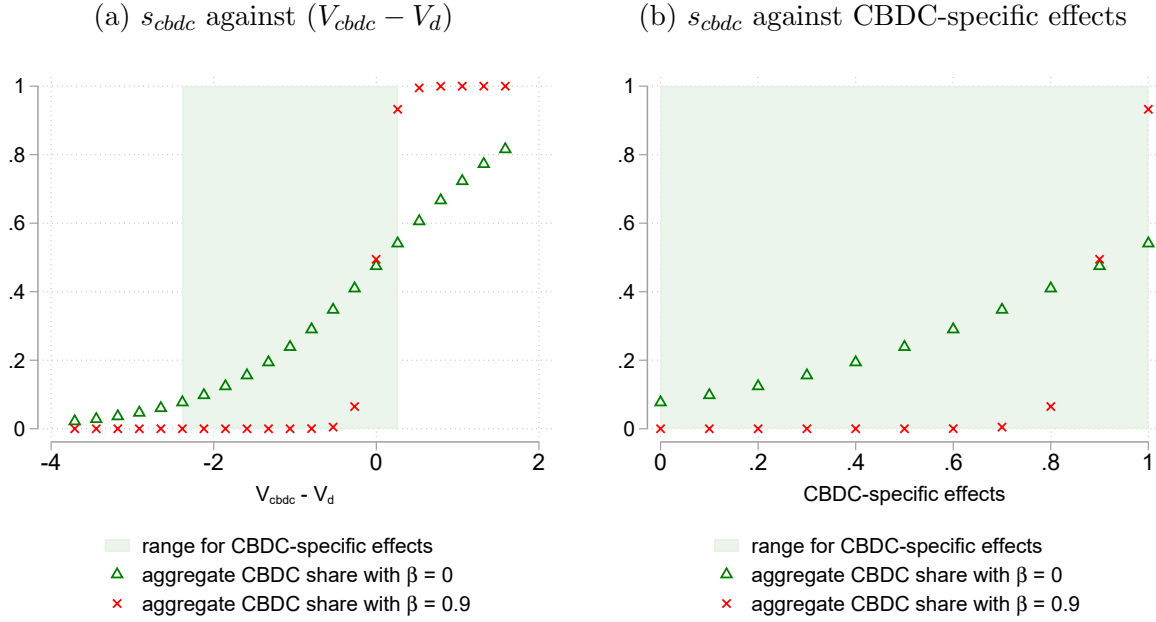 (a) s_cbdc against (V_cbdc − V_d)
1
.8
.6
.4
.2
0
-4
-2
0
2
V_cbdc - V_d
range for CBDC-specific effects
aggregate CBDC share with β = 0
aggregate CBDC share with β = 0.9
(b) s_cbdc against CBDC-specific effects
1
.8
.6
.4
.2
0
0
.2
.4
.6
.8
1
CBDC-specific effects
range for CBDC-specific effects
aggregate CBDC share with β = 0
aggregate CBDC share with β = 0.9